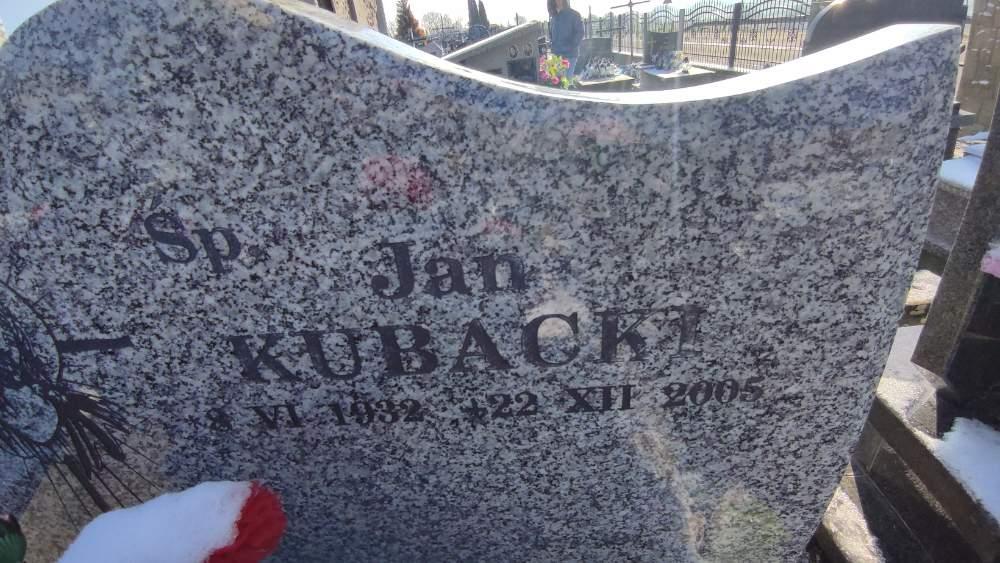 Śp. Jan
KUBACKI
8 VI 1932 +22 XII 2005